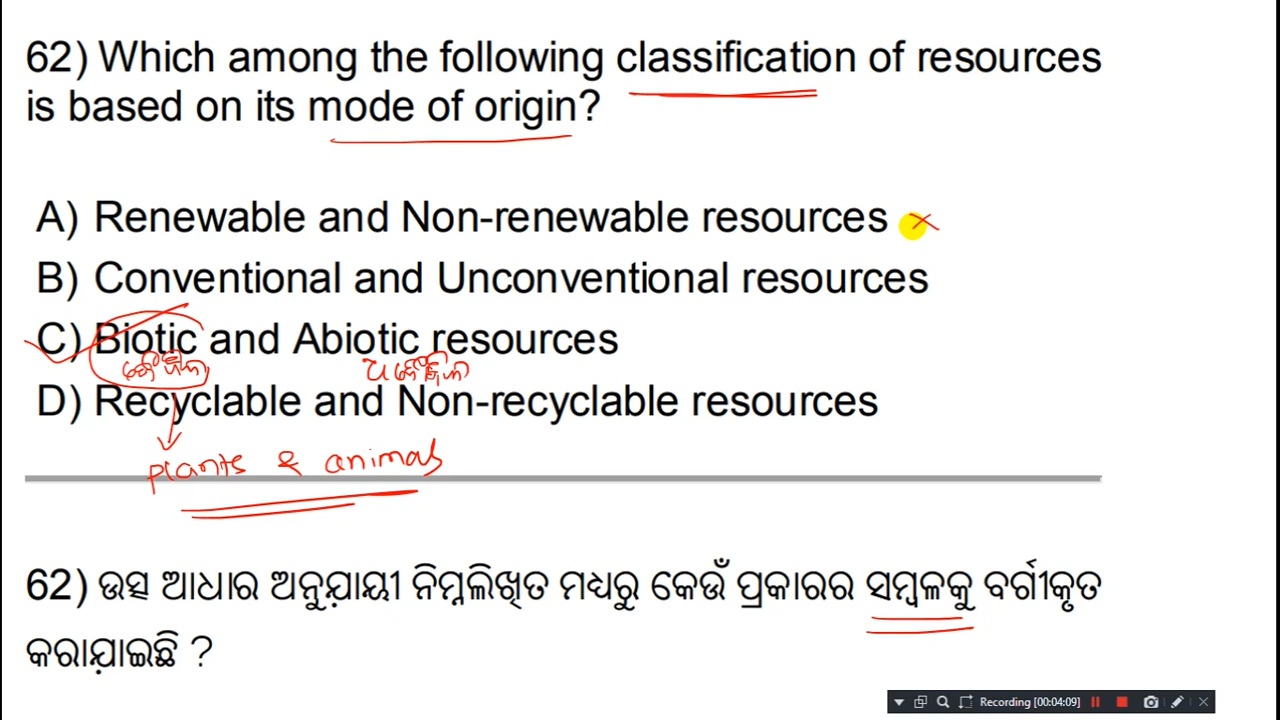 62) Which among the following classification of resources
is based on its mode of origin?
A) Renewable and Non-renewable resources
B) Conventional and Unconventional resources
C) Biotic and Abiotic resources
D) Recyclable and Non-recyclable resources
plants & animals
62) ଉତ୍ସ ଆଧାର ଅନୁଯାୟୀ ନିମ୍ନଲିଖିତ ମଧ୍ୟରୁ କେଉଁ ପ୍ରକାରର ସମ୍ବଳକୁ ବର୍ଗୀକୃତ
କରାଯାଇଛି ?
Recording [00:04:09]